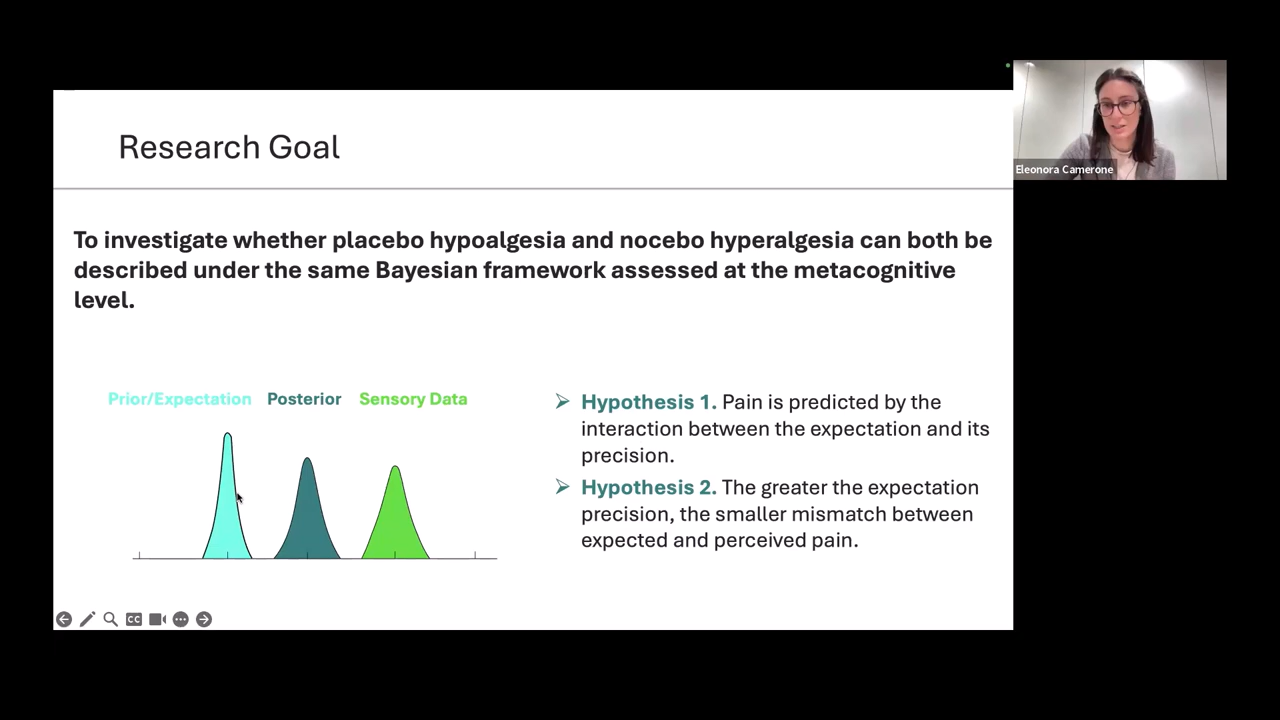 Research Goal
To investigate whether placebo hypoalgesia and nocebo hyperalgesia can both be
described under the same Bayesian framework assessed at the metacognitive
level.
Prior/Expectation Posterior Sensory Data
➢ Hypothesis 1. Pain is predicted by the
interaction between the expectation and its
precision.
➢ Hypothesis 2. The greater the expectation
precision, the smaller mismatch between
expected and perceived pain.
CC
Eleonora Camerone